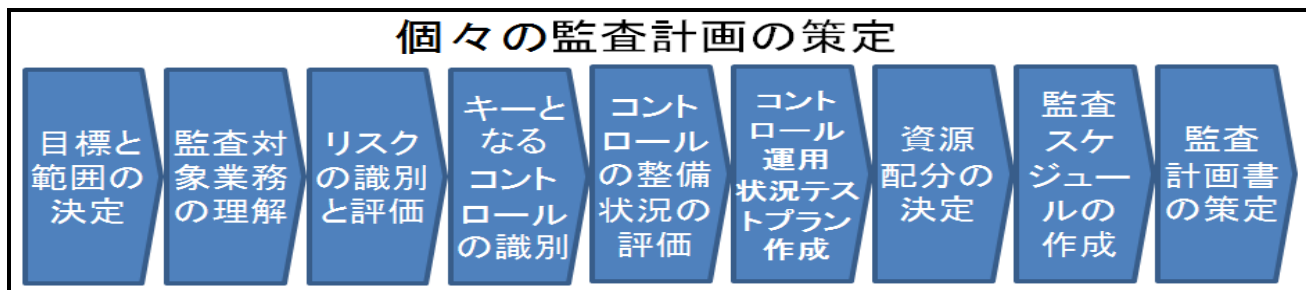 個々の監査計画の策定
目標と
範囲の
決定
監査対
象業務
の理解
リスク
の識別
と評価
キーと
なる
コント
ロール
の識別
コント
ロール
の整備
状況の
評価
コント
ロール
運用
状況テス
トプラン
作成
資源
配分の
決定
監査
スケ
ジュー
ルの
作成
監査
計画書
の策定